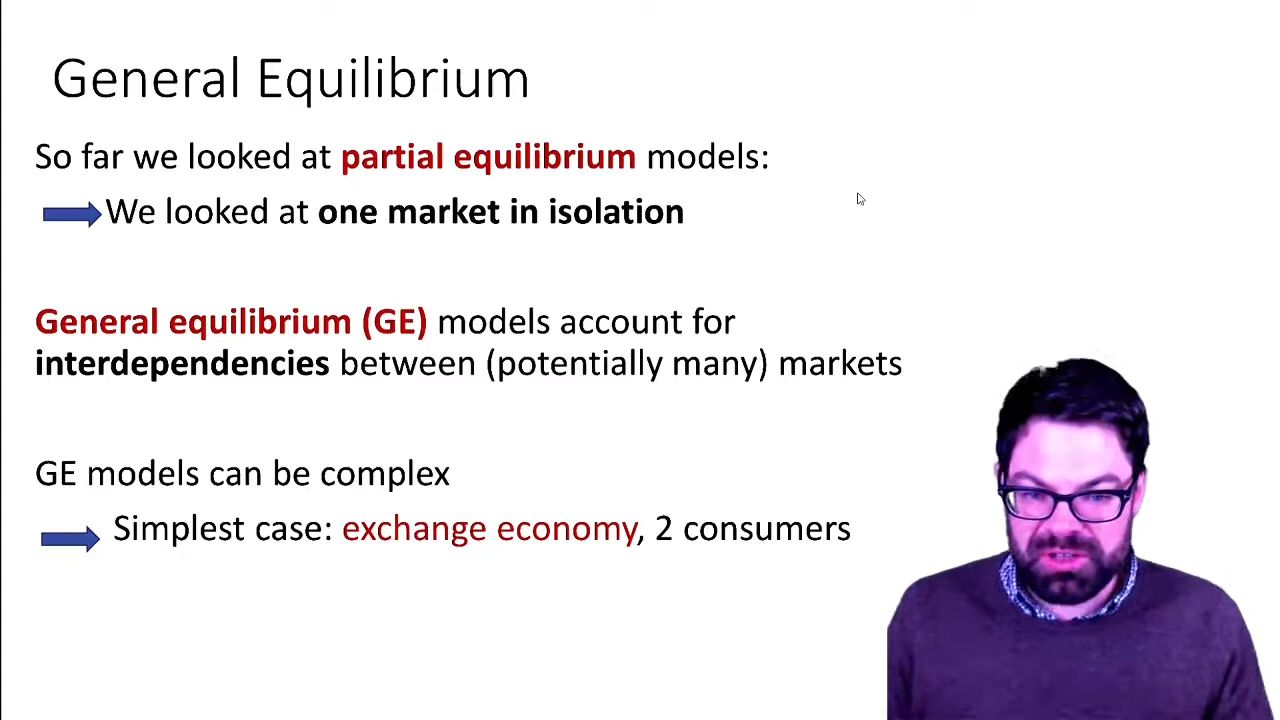 General Equilibrium
So far we looked at partial equilibrium models:
We looked at one market in isolation
General equilibrium (GE) models account for
interdependencies between (potentially many) markets
GE models can be complex
Simplest case: exchange economy, 2 consumers